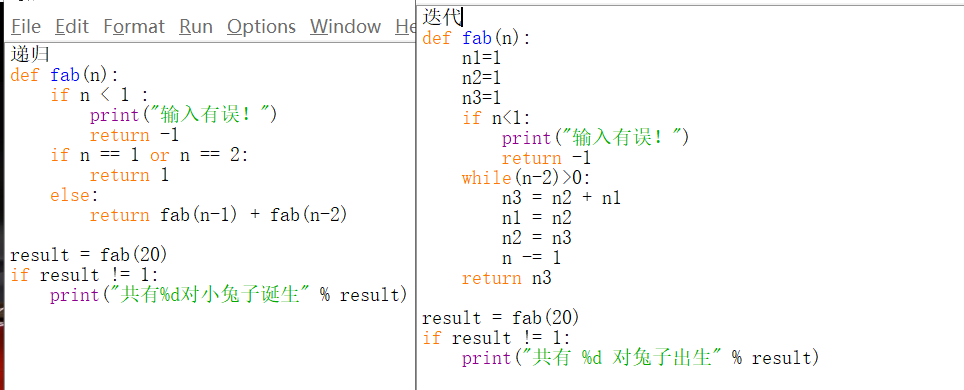 File Edit Format Run Options Window He
递归
def fab(n):
    if n < 1 :
        print("输入有误!")
        return -1
    if n == 1 or n == 2:
        return 1
    else:
        return fab(n-1) + fab(n-2)
result = fab(20)
if result != 1:
    print("共有%d对小兔子诞生" % result)
迭代
def fab(n):
    n1=1
    n2=1
    n3=1
    if n<1:
        print("输入有误!")
        return -1
    while(n-2)>0:
        n3 = n2 + n1
        n1 = n2
        n2 = n3
        n -= 1
    return n3
result = fab(20)
if result != 1:
    print("共有 %d 对兔子出生" % result)